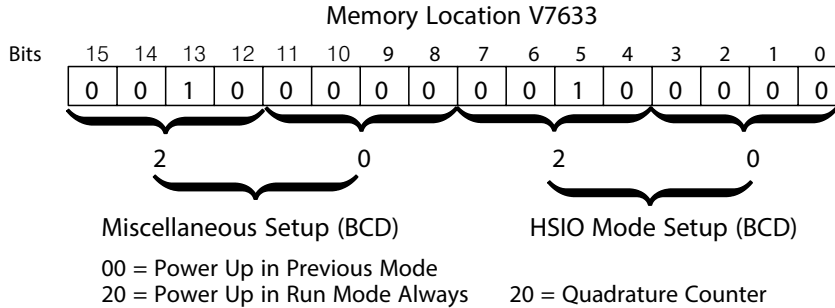 Memory Location V7633
Bits 15 14 13 12 11 10 9 8 7 6 5 4 3 2 1 0
0 0 1 0 0 0 0 0 0 0 1 0 0 0 0 0
2 0 2 0
Miscellaneous Setup (BCD) HSIO Mode Setup (BCD)
00 = Power Up in Previous Mode
20 = Power Up in Run Mode Always 20 = Quadrature Counter